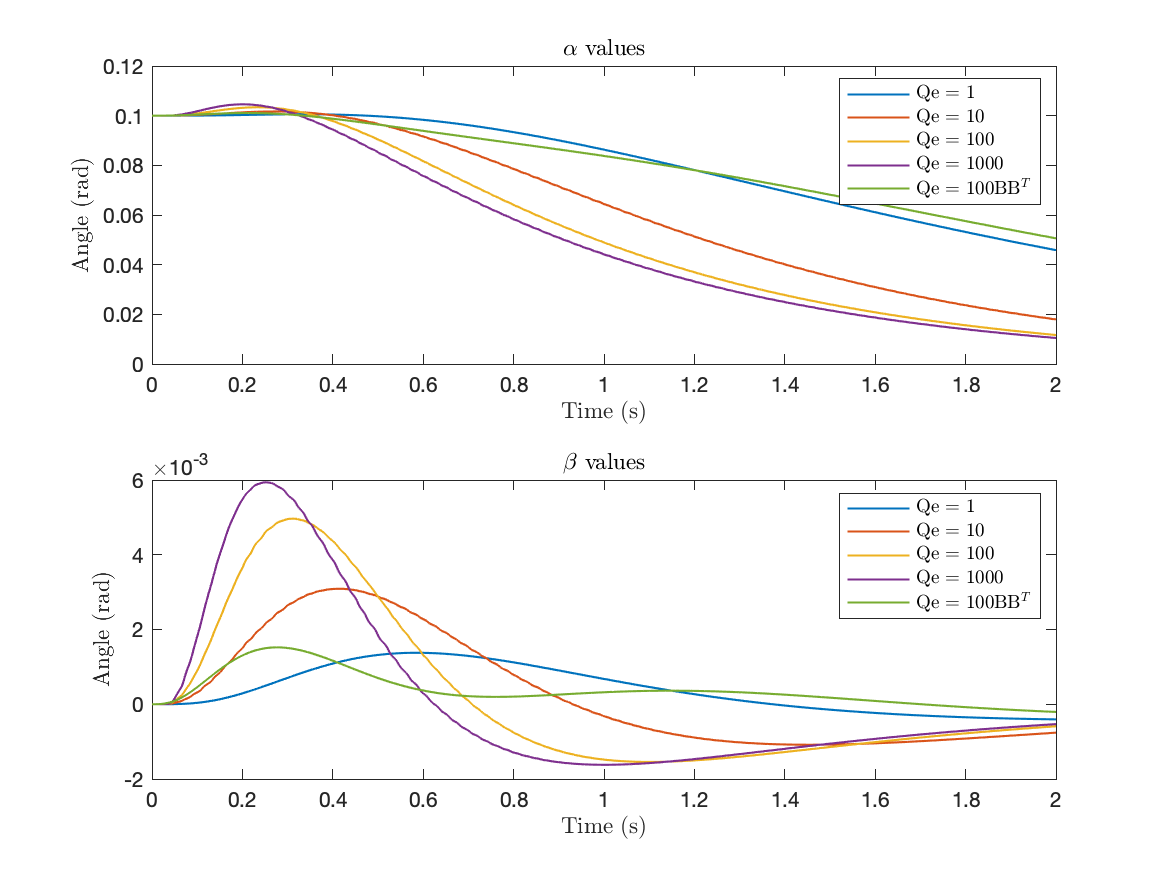 α values
0.12
0.1
0.08
0.06
0.04
0.02
0
Angle (rad)
Qe = 1
Qe = 10
Qe = 100
Qe = 1000
Qe = 100BBᵀ
0 0.2 0.4 0.6 0.8 1 1.2 1.4 1.6 1.8 2
Time (s)
β values
×10⁻³
6
4
2
0
-2
Angle (rad)
Qe = 1
Qe = 10
Qe = 100
Qe = 1000
Qe = 100BBᵀ
0 0.2 0.4 0.6 0.8 1 1.2 1.4 1.6 1.8 2
Time (s)